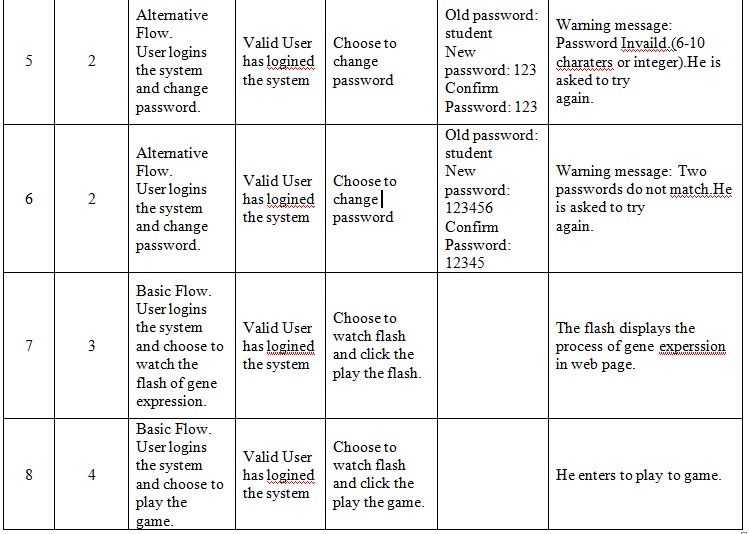 5
2
Alternative
Flow.
User logins
the system
and change
password.
Valid User
has logined
the system
Choose to
change
password
Old password:
student
New
password: 123
Confirm
Password: 123
Warning message:
Password Invaild.(6-10
charaters or integer).He is
asked to try
again.
6
2
Alternative
Flow.
User logins
the system
and change
password.
Valid User
has logined
the system
Choose to
change
password
Old password:
student
New
password:
123456
Confirm
Password:
12345
Warning message: Two
passwords do not match.He
is asked to try
again.
7
3
Basic Flow.
User logins
the system
and choose to
watch the
flash of gene
expression.
Valid User
has logined
the system
Choose to
watch flash
and click the
play the flash.
The flash displays the
process of gene experssion
in web page.
8
4
Basic Flow.
User logins
the system
and choose to
play the
game.
Valid User
has logined
the system
Choose to
watch flash
and click the
play the game.
He enters to play to game.